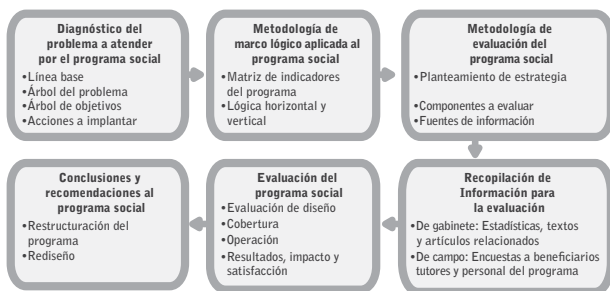 Diagnóstico del
problema a atender
por el programa social
•Línea base
•Árbol del problema
•Árbol de objetivos
•Acciones a implantar
Metodología de
marco lógico aplicada al
programa social
•Matriz de indicadores
del programa
•Lógica horizontal y
vertical
Metodología de
evaluación del
programa social
•Planteamiento de estrategia
•Componentes a evaluar
•Fuentes de información
Conclusiones y
recomendaciones al
programa social
•Restructuración del
programa
•Rediseño
Evaluación del
programa social
•Evaluación de diseño
•Cobertura
•Operación
•Resultados, impacto y
satisfacción
Recopilación de
Información para
la evaluación
•De gabinete: Estadísticas, textos
y artículos relacionados
•De campo: Encuestas a beneficiarios
tutores y personal del programa